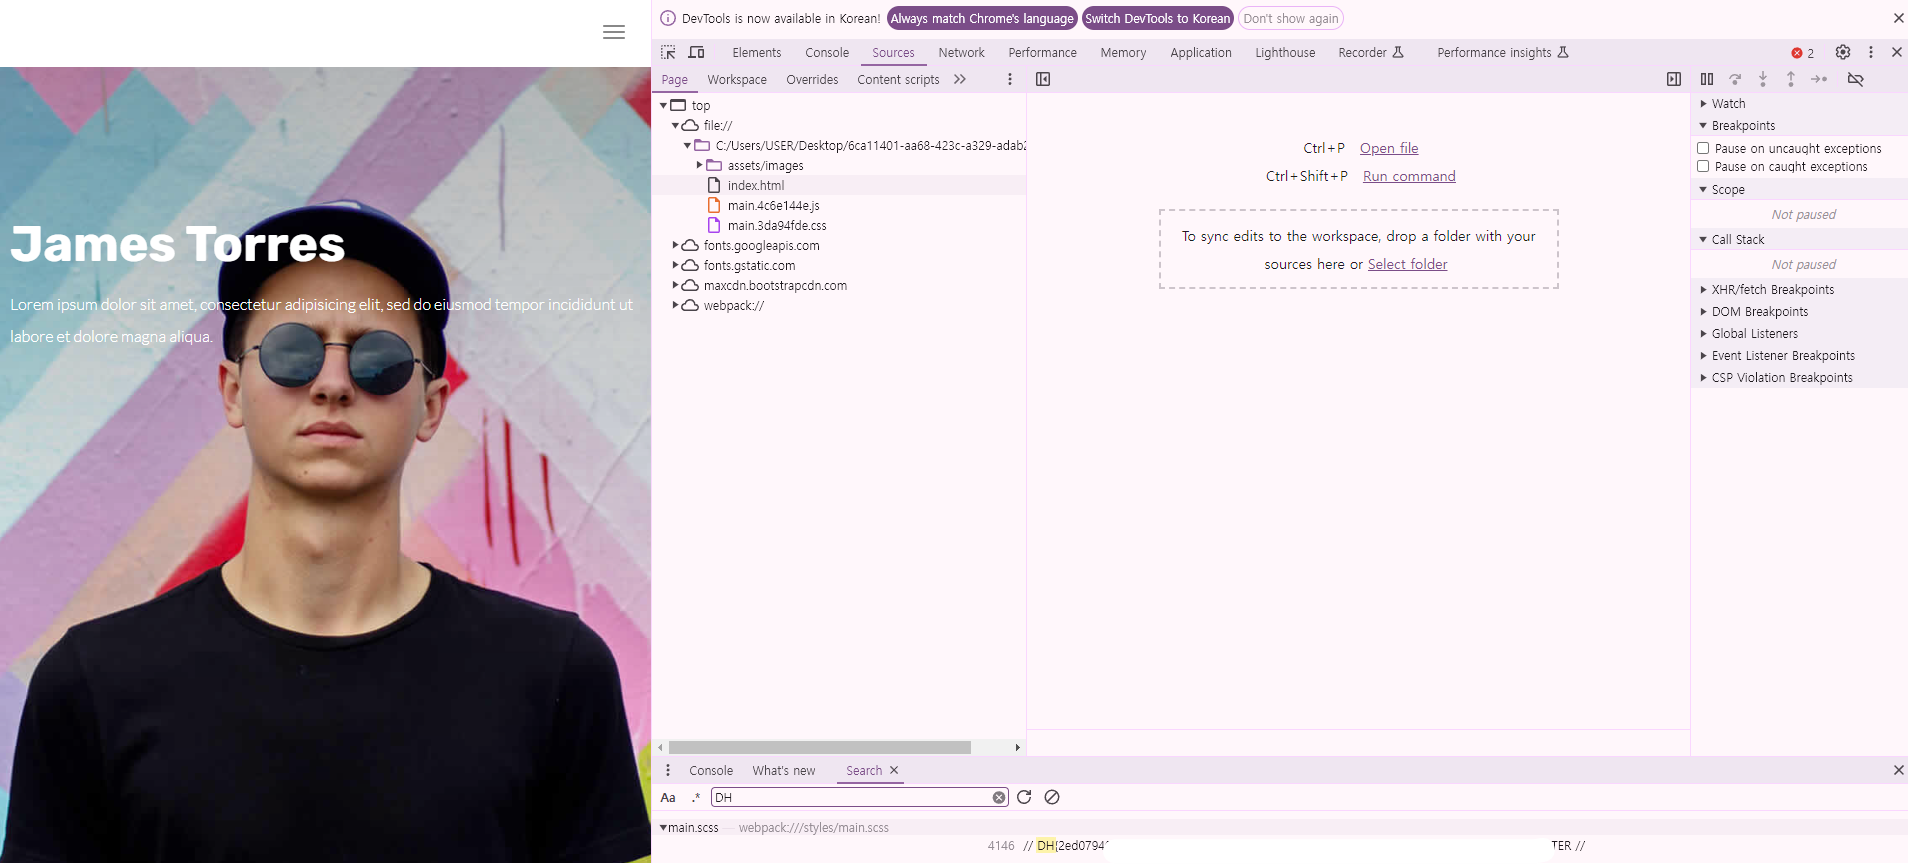 DevTools is now available in Korean! Always match Chrome's language Switch DevTools to Korean Don't show again
Elements Console Sources Network Performance Memory Application Lighthouse Recorder Performance insights 2
Page Workspace Overrides Content scripts
top
file://
C:/Users/USER/Desktop/6ca11401-aa68-423c-a329-adab2
assets/images
index.html
main.4c6e144e.js
main.3da94fde.css
fonts.googleapis.com
fonts.gstatic.com
maxcdn.bootstrapcdn.com
webpack://
Ctrl+P Open file
Ctrl+Shift+P Run command
To sync edits to the workspace, drop a folder with your
sources here or Select folder
Watch
Breakpoints
Pause on uncaught exceptions
Pause on caught exceptions
Scope
Not paused
Call Stack
Not paused
XHR/fetch Breakpoints
DOM Breakpoints
Global Listeners
Event Listener Breakpoints
CSP Violation Breakpoints
James Torres
Lorem ipsum dolor sit amet, consectetur adipisicing elit, sed do eiusmod tempor incididunt ut
labore et dolore magna aliqua.
Console What's new Search
Aa .* DH
main.scss — webpack:///styles/main.scss
4146 // DH{2ed0794 TER //